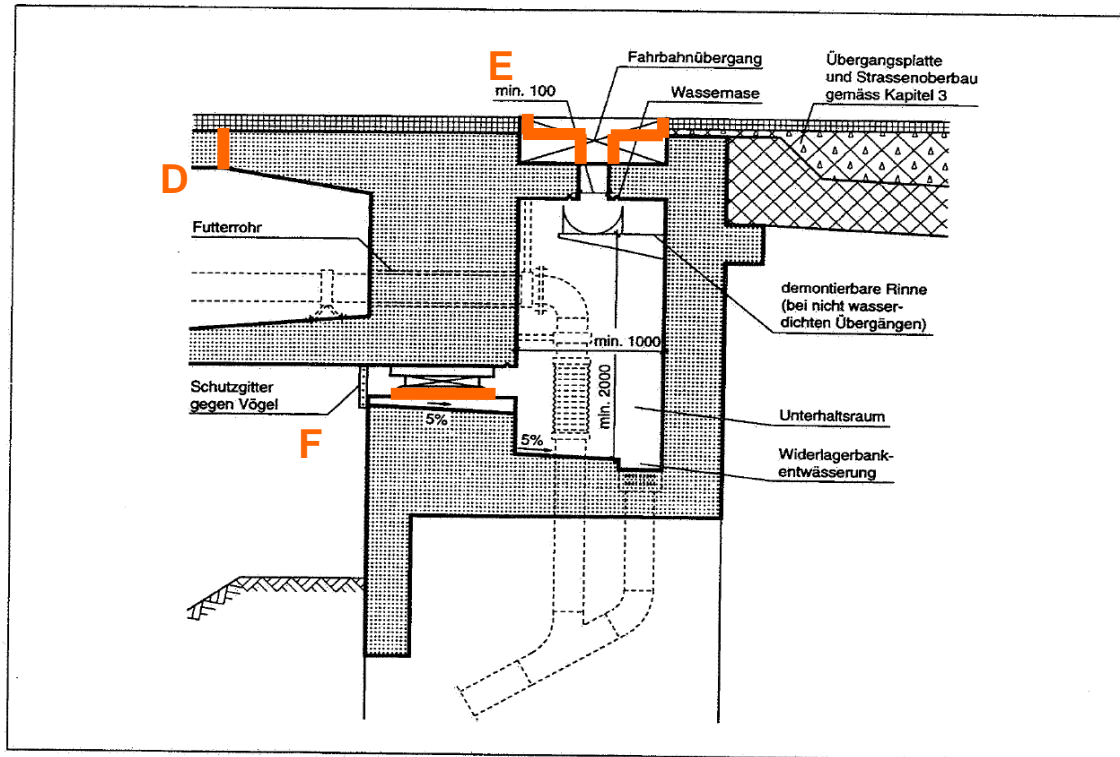 E
Fahrbahnübergang
min. 100
Wassernase
Übergangsplatte
und Strassenoberbau
gemäss Kapitel 3
D
Futterrohr
demontierbare Rinne
(bei nicht wasser-
dichten Übergängen)
min. 1000
min. 2000
Schutzgitter
gegen Vögel
5%
F
5%
Unterhaltsraum
Widerlagerbank-
entwässerung